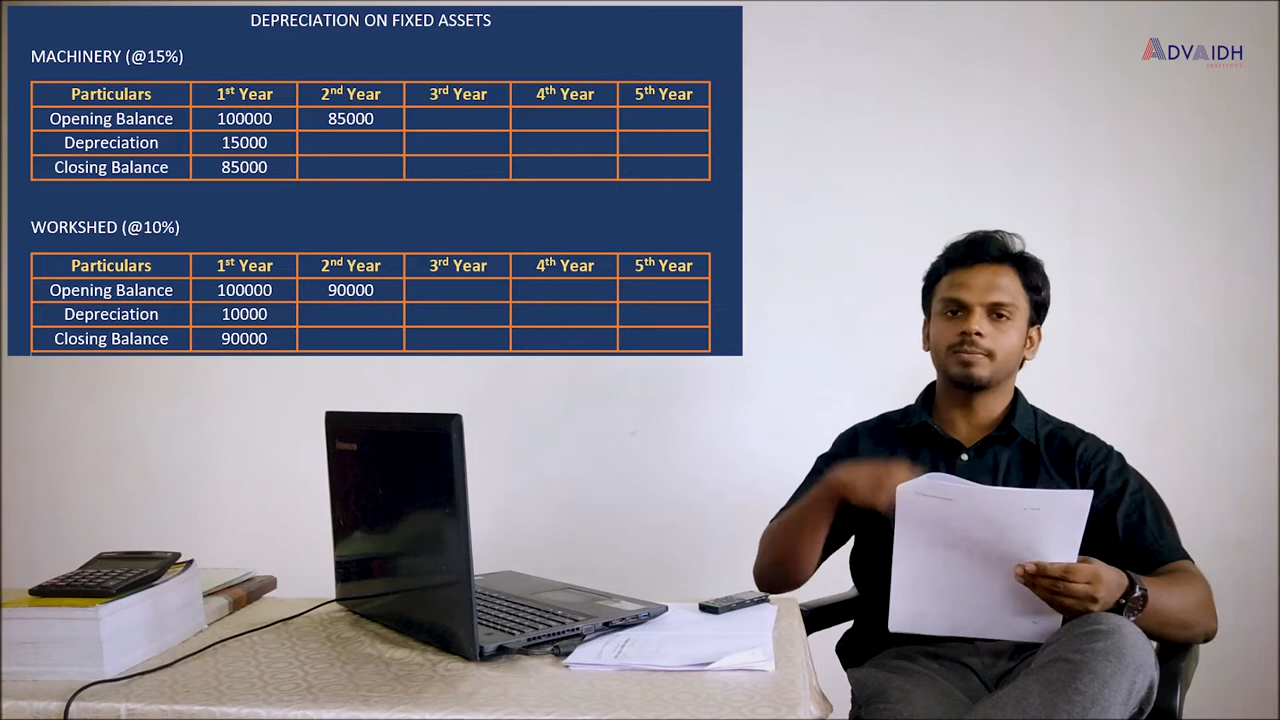 DEPRECIATION ON FIXED ASSETS
ADVAIDH
INSTITUTE
MACHINERY (@15%)
Particulars 1st Year 2nd Year 3rd Year 4th Year 5th Year
Opening Balance 100000 85000
Depreciation 15000
Closing Balance 85000
WORKSHED (@10%)
Particulars 1st Year 2nd Year 3rd Year 4th Year 5th Year
Opening Balance 100000 90000
Depreciation 10000
Closing Balance 90000
lenovo